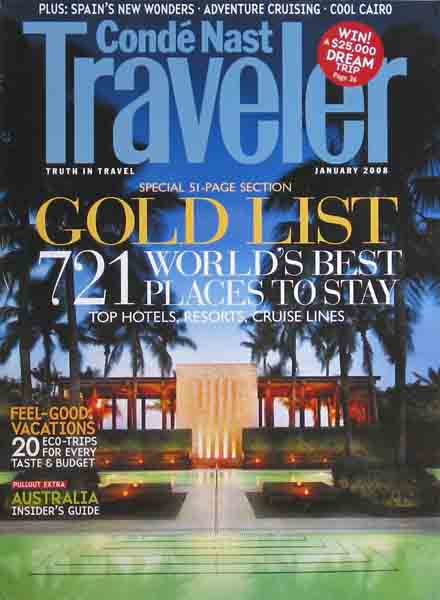 PLUS: SPAIN'S NEW WONDERS · ADVENTURE CRUISING · COOL CAIRO
Condé Nast
Traveler
WIN!
A $25,000
DREAM
TRIP
Page 26
TRUTH IN TRAVEL
JANUARY 2008
SPECIAL 51-PAGE SECTION
GOLD LIST
721 WORLD'S BEST
PLACES TO STAY
TOP HOTELS, RESORTS, CRUISE LINES
FEEL-GOOD
VACATIONS
20 ECO-TRIPS
FOR EVERY
TASTE & BUDGET
PULLOUT EXTRA
AUSTRALIA
INSIDER'S GUIDE